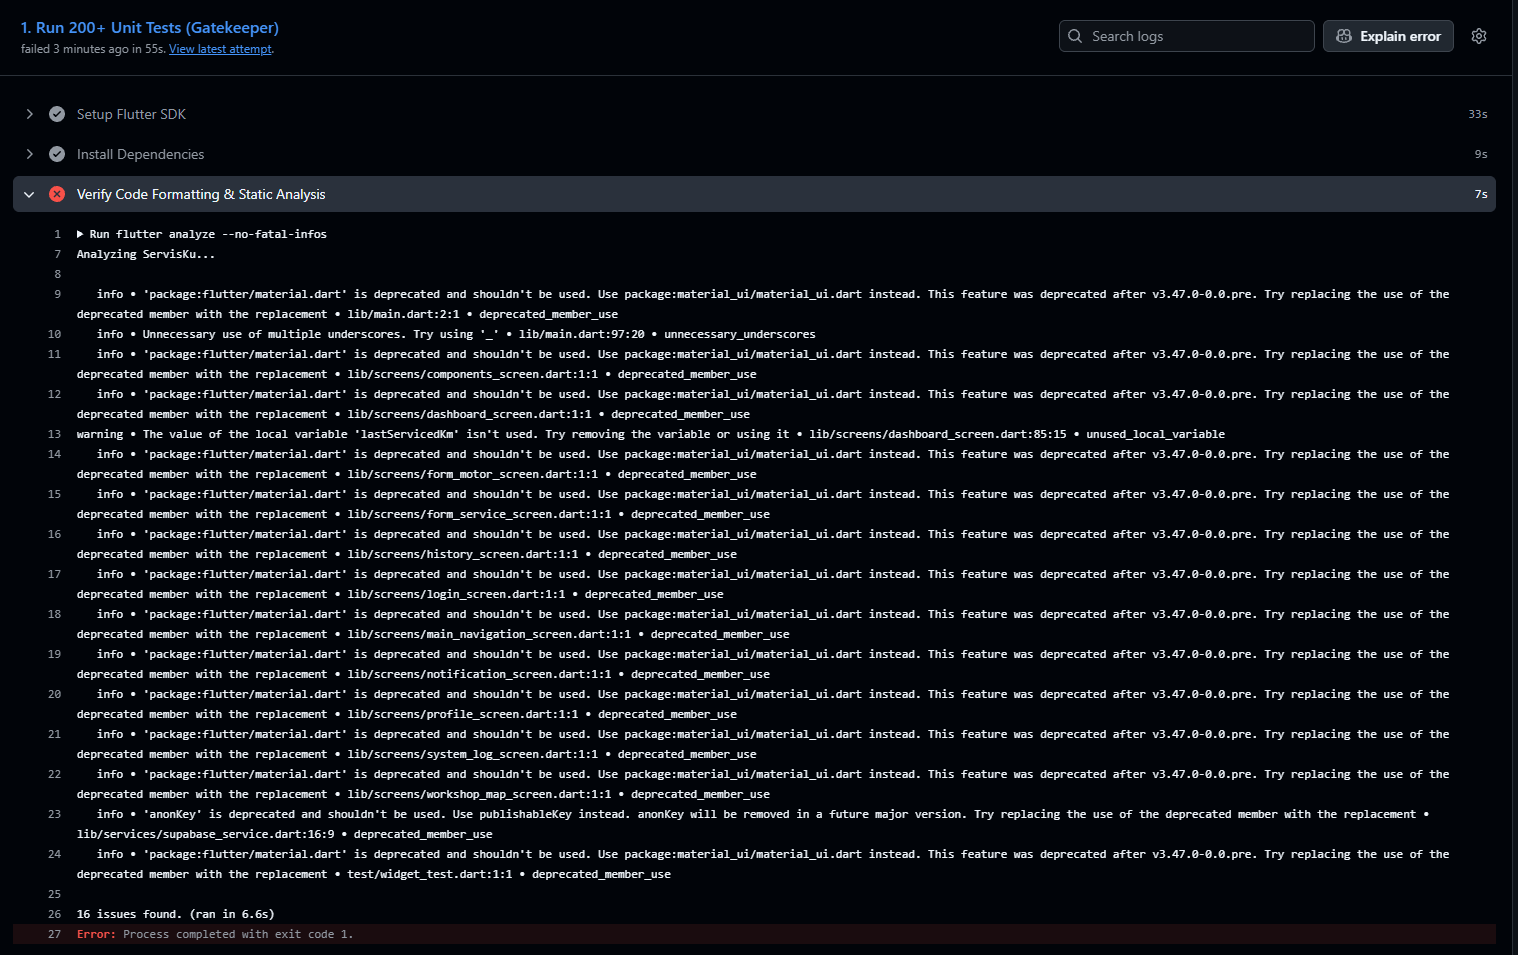 1. Run 200+ Unit Tests (Gatekeeper)
failed 3 minutes ago in 55s. View latest attempt.
Search logs
Explain error
Setup Flutter SDK
33s
Install Dependencies
9s
Verify Code Formatting & Static Analysis
7s
1 Run flutter analyze --no-fatal-infos
7 Analyzing ServisKu...
8
9 info • 'package:flutter/material.dart' is deprecated and shouldn't be used. Use package:material_ui/material_ui.dart instead. This feature was deprecated after v3.47.0-0.0.pre. Try replacing the use of the
deprecated member with the replacement • lib/main.dart:2:1 • deprecated_member_use
10 info • Unnecessary use of multiple underscores. Try using '_' • lib/main.dart:97:20 • unnecessary_underscores
11 info • 'package:flutter/material.dart' is deprecated and shouldn't be used. Use package:material_ui/material_ui.dart instead. This feature was deprecated after v3.47.0-0.0.pre. Try replacing the use of the
deprecated member with the replacement • lib/screens/components_screen.dart:1:1 • deprecated_member_use
12 info • 'package:flutter/material.dart' is deprecated and shouldn't be used. Use package:material_ui/material_ui.dart instead. This feature was deprecated after v3.47.0-0.0.pre. Try replacing the use of the
deprecated member with the replacement • lib/screens/dashboard_screen.dart:1:1 • deprecated_member_use
13 warning • The value of the local variable 'lastServicedKm' isn't used. Try removing the variable or using it • lib/screens/dashboard_screen.dart:85:15 • unused_local_variable
14 info • 'package:flutter/material.dart' is deprecated and shouldn't be used. Use package:material_ui/material_ui.dart instead. This feature was deprecated after v3.47.0-0.0.pre. Try replacing the use of the
deprecated member with the replacement • lib/screens/form_motor_screen.dart:1:1 • deprecated_member_use
15 info • 'package:flutter/material.dart' is deprecated and shouldn't be used. Use package:material_ui/material_ui.dart instead. This feature was deprecated after v3.47.0-0.0.pre. Try replacing the use of the
deprecated member with the replacement • lib/screens/form_service_screen.dart:1:1 • deprecated_member_use
16 info • 'package:flutter/material.dart' is deprecated and shouldn't be used. Use package:material_ui/material_ui.dart instead. This feature was deprecated after v3.47.0-0.0.pre. Try replacing the use of the
deprecated member with the replacement • lib/screens/history_screen.dart:1:1 • deprecated_member_use
17 info • 'package:flutter/material.dart' is deprecated and shouldn't be used. Use package:material_ui/material_ui.dart instead. This feature was deprecated after v3.47.0-0.0.pre. Try replacing the use of the
deprecated member with the replacement • lib/screens/login_screen.dart:1:1 • deprecated_member_use
18 info • 'package:flutter/material.dart' is deprecated and shouldn't be used. Use package:material_ui/material_ui.dart instead. This feature was deprecated after v3.47.0-0.0.pre. Try replacing the use of the
deprecated member with the replacement • lib/screens/main_navigation_screen.dart:1:1 • deprecated_member_use
19 info • 'package:flutter/material.dart' is deprecated and shouldn't be used. Use package:material_ui/material_ui.dart instead. This feature was deprecated after v3.47.0-0.0.pre. Try replacing the use of the
deprecated member with the replacement • lib/screens/notification_screen.dart:1:1 • deprecated_member_use
20 info • 'package:flutter/material.dart' is deprecated and shouldn't be used. Use package:material_ui/material_ui.dart instead. This feature was deprecated after v3.47.0-0.0.pre. Try replacing the use of the
deprecated member with the replacement • lib/screens/profile_screen.dart:1:1 • deprecated_member_use
21 info • 'package:flutter/material.dart' is deprecated and shouldn't be used. Use package:material_ui/material_ui.dart instead. This feature was deprecated after v3.47.0-0.0.pre. Try replacing the use of the
deprecated member with the replacement • lib/screens/system_log_screen.dart:1:1 • deprecated_member_use
22 info • 'package:flutter/material.dart' is deprecated and shouldn't be used. Use package:material_ui/material_ui.dart instead. This feature was deprecated after v3.47.0-0.0.pre. Try replacing the use of the
deprecated member with the replacement • lib/screens/workshop_map_screen.dart:1:1 • deprecated_member_use
23 info • 'anonKey' is deprecated and shouldn't be used. Use publishableKey instead. anonKey will be removed in a future major version. Try replacing the use of the deprecated member with the replacement •
lib/services/supabase_service.dart:16:9 • deprecated_member_use
24 info • 'package:flutter/material.dart' is deprecated and shouldn't be used. Use package:material_ui/material_ui.dart instead. This feature was deprecated after v3.47.0-0.0.pre. Try replacing the use of the
deprecated member with the replacement • test/widget_test.dart:1:1 • deprecated_member_use
25
26 16 issues found. (ran in 6.6s)
27 Error: Process completed with exit code 1.